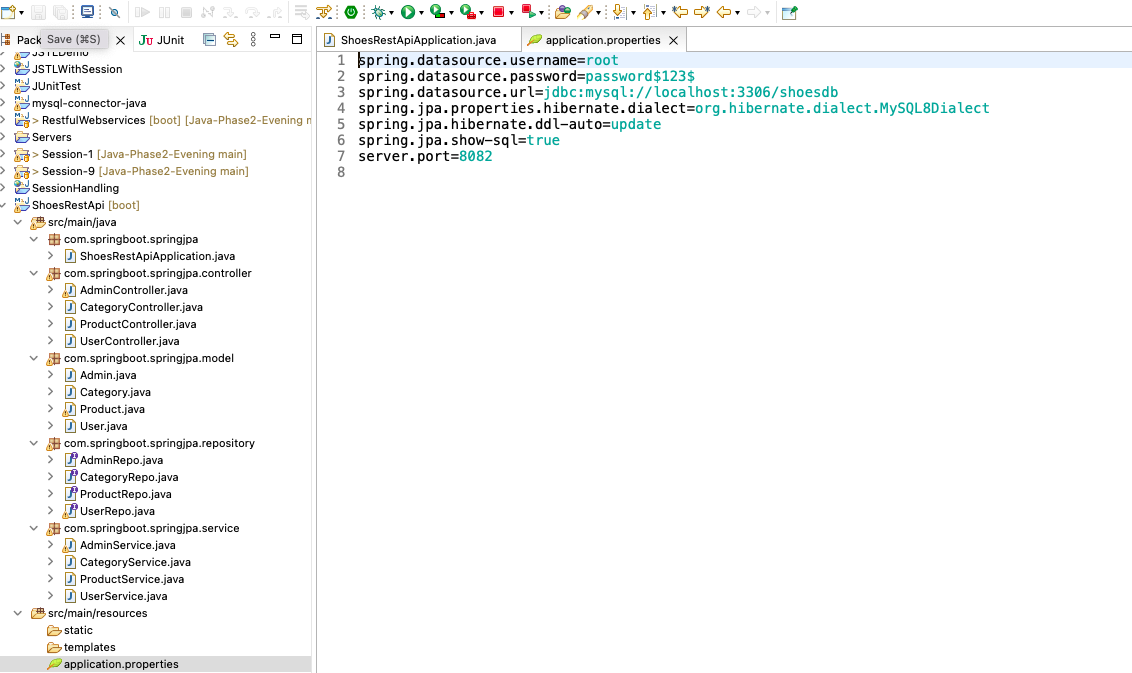 Pack
Save (⌘S)
JUnit
JSTLDemo
JSTLWithSession
JUnitTest
mysql-connector-java
> RestfulWebservices [boot] [Java-Phase2-Evening m
Servers
> Session-1 [Java-Phase2-Evening main]
> Session-9 [Java-Phase2-Evening main]
SessionHandling
ShoesRestApi [boot]
src/main/java
com.springboot.springjpa
ShoesRestApiApplication.java
com.springboot.springjpa.controller
AdminController.java
CategoryController.java
ProductController.java
UserController.java
com.springboot.springjpa.model
Admin.java
Category.java
Product.java
User.java
com.springboot.springjpa.repository
AdminRepo.java
CategoryRepo.java
ProductRepo.java
UserRepo.java
com.springboot.springjpa.service
AdminService.java
CategoryService.java
ProductService.java
UserService.java
src/main/resources
static
templates
application.properties
ShoesRestApiApplication.java
application.properties
1 spring.datasource.username=root
2 spring.datasource.password=password$123$
3 spring.datasource.url=jdbc:mysql://localhost:3306/shoesdb
4 spring.jpa.properties.hibernate.dialect=org.hibernate.dialect.MySQL8Dialect
5 spring.jpa.hibernate.ddl-auto=update
6 spring.jpa.show-sql=true
7 server.port=8082
8